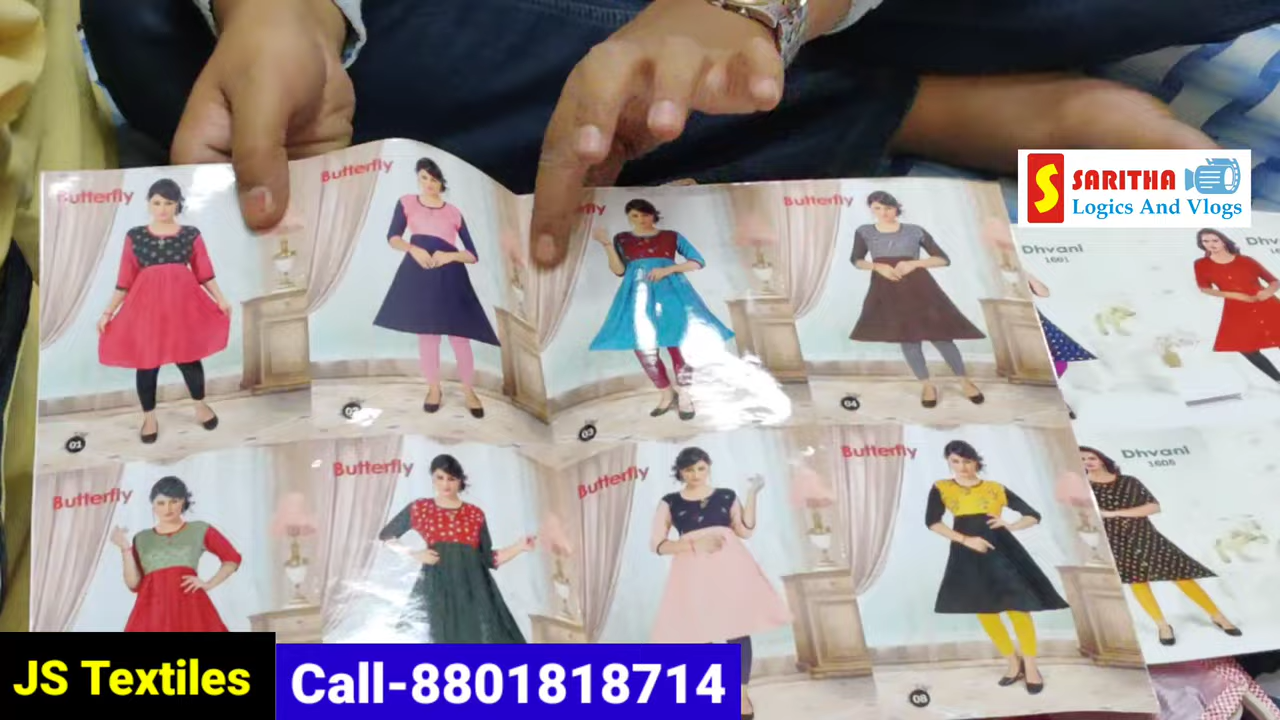 Butterfly
Butterfly
Butterfly
S SARITHA
Logics And Vlogs
Dhvani
1601
01
02
03
04
Butterfly
Butterfly
Butterfly
Butterfly
Dhvani
1605
08
JS Textiles
Call-8801818714